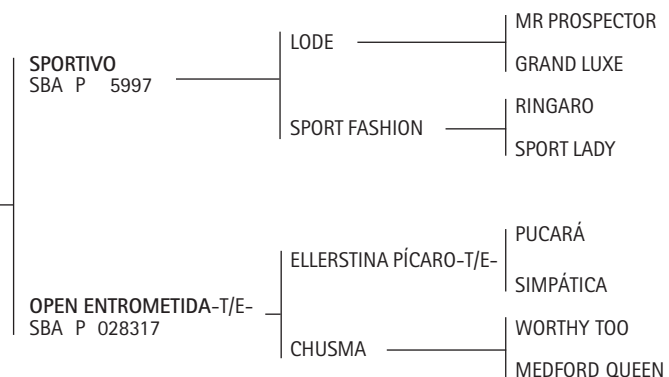 MR PROSPECTOR
LODE
GRAND LUXE
SPORTIVO
SBA P 5997
RINGARO
SPORT FASHION
SPORT LADY
PUCARÁ
ELLERSTINA PÍCARO-T/E-
SIMPÁTICA
OPEN ENTROMETIDA-T/E-
SBA P 028317
WORTHY TOO
CHUSMA
MEDFORD QUEEN